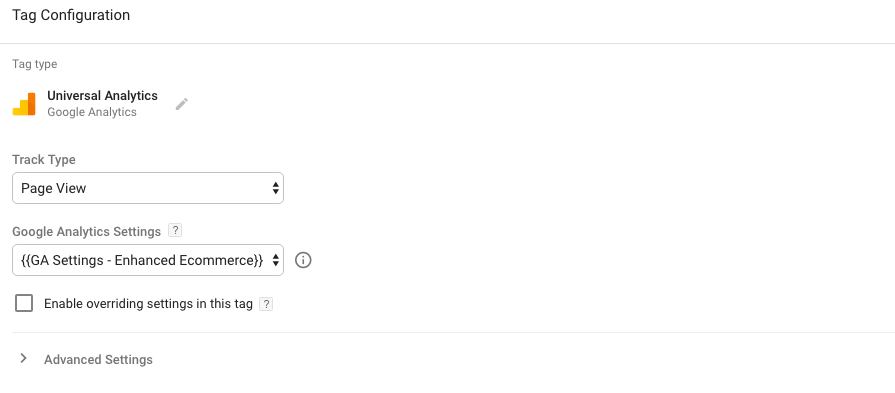 Tag Configuration
Tag type
Universal Analytics
Google Analytics
Track Type
Page View
Google Analytics Settings ?
{{GA Settings - Enhanced Ecommerce}}
Enable overriding settings in this tag ?
Advanced Settings